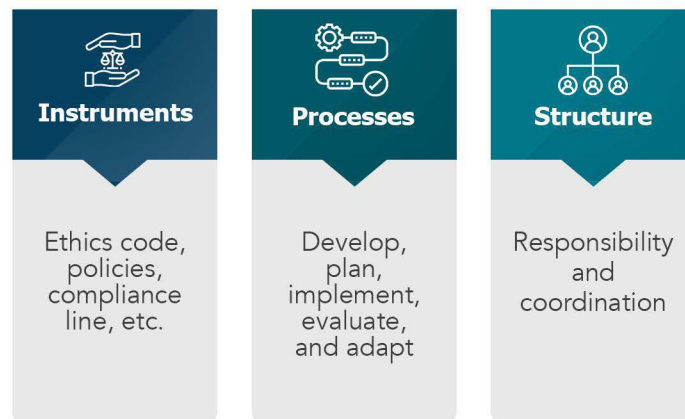 Instruments
Ethics code,
policies,
compliance
line, etc.
Processes
Develop,
plan,
implement,
evaluate,
and adapt
Structure
Responsibility
and
coordination